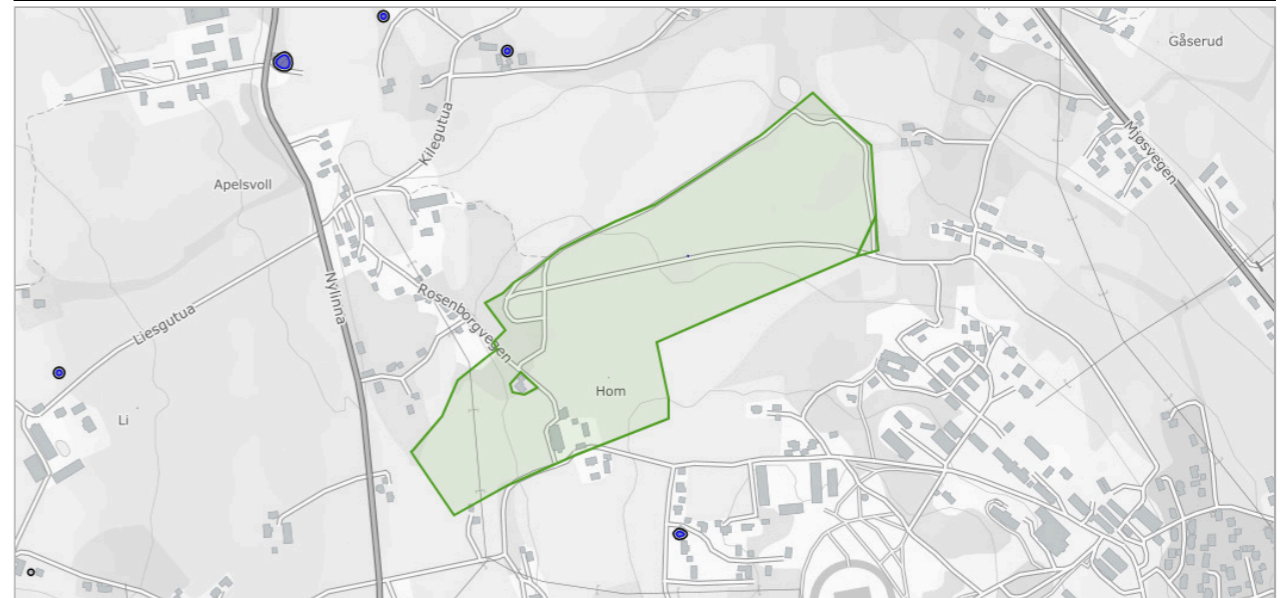 Gåserud
Mjøsvegen
Kilegutua
Apelsvoll
Nylinna
Rosenborgvegen
Liesgutua
Hom
Li